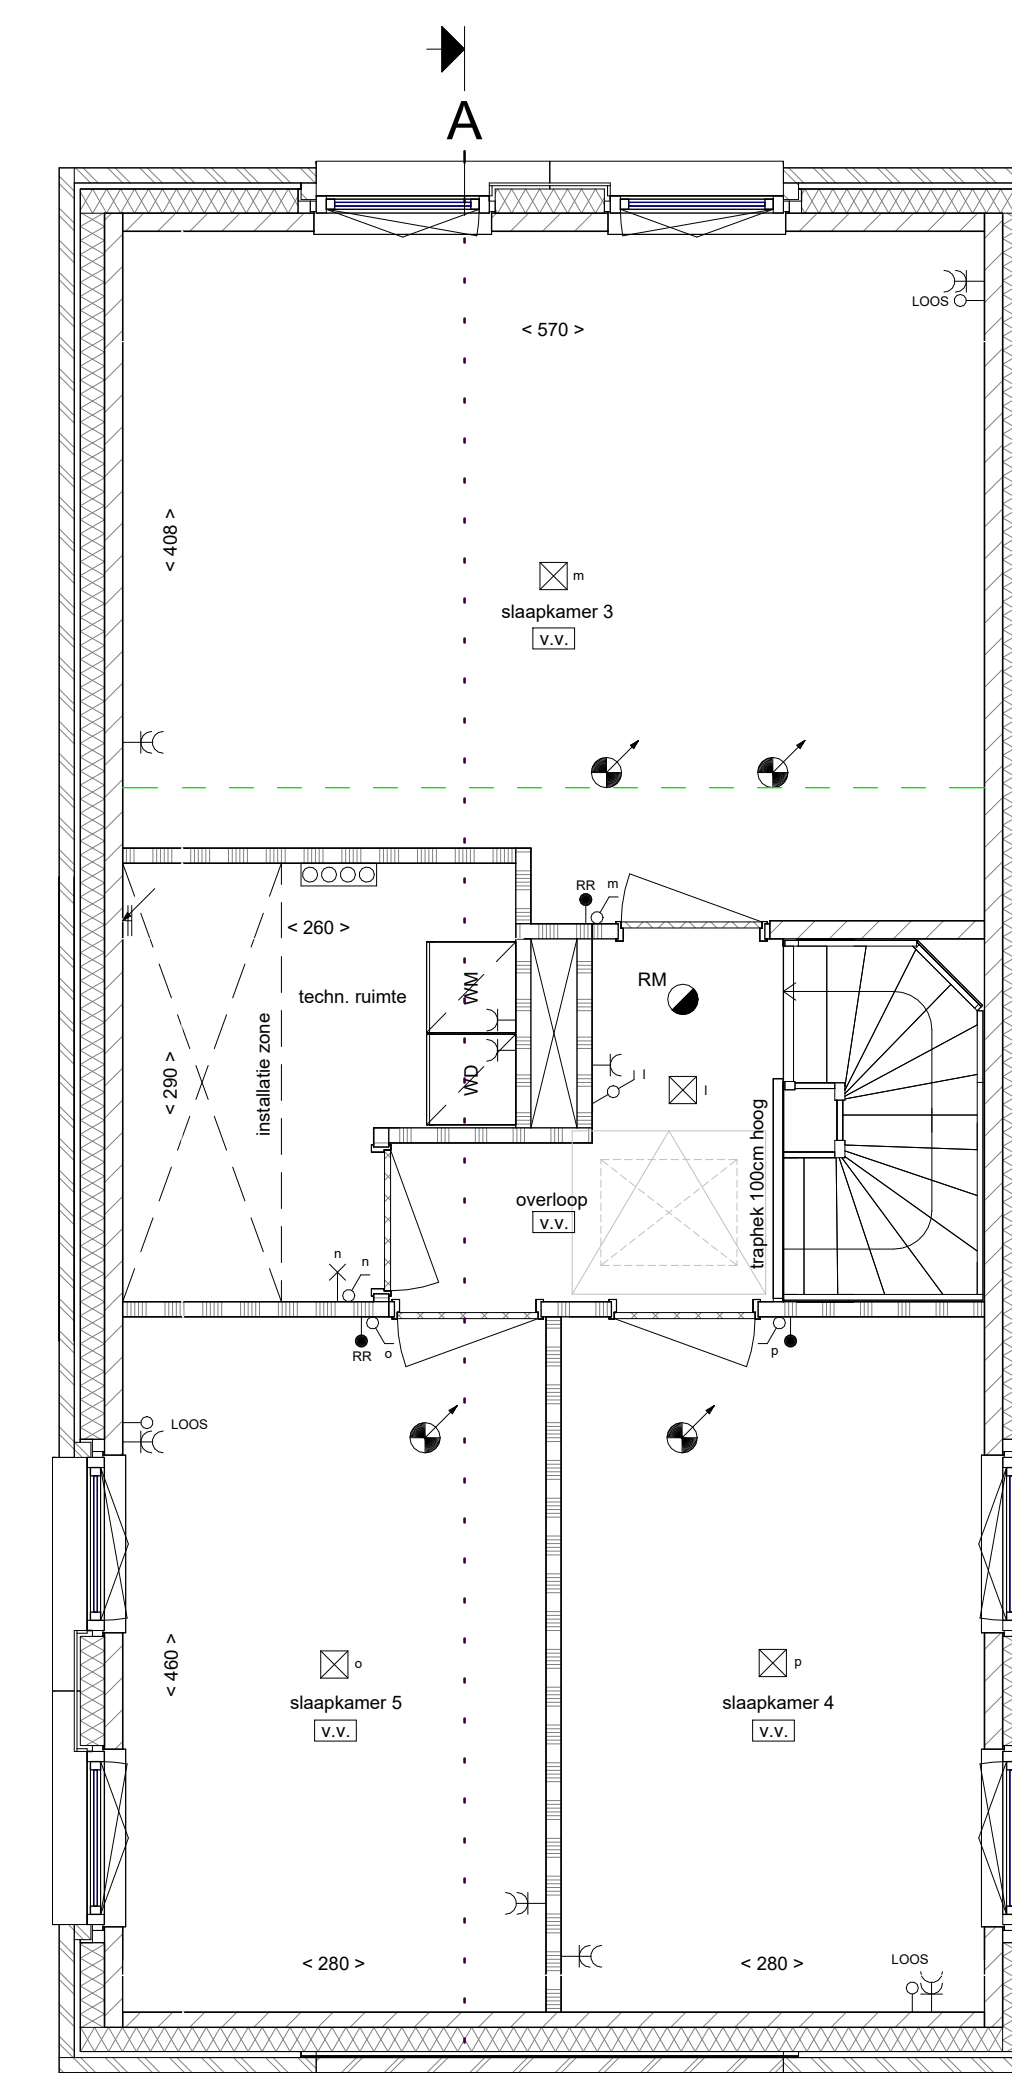 A
LOOS
< 570 >
< 408 >
m
slaapkamer 3
v.v.
RR
m
< 260 >
RM
WM
techn. ruimte
installatie zone
< 290 >
WD
l
l
traphek 100cm hoog
overloop
v.v.
n
n
RR
o
p
LOOS
< 460 >
o
p
slaapkamer 5
slaapkamer 4
v.v.
v.v.
LOOS
< 280 >
< 280 >